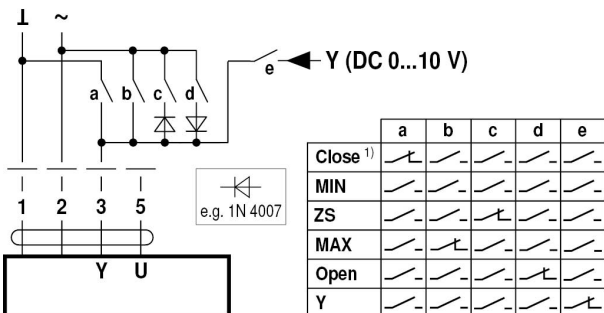 ⊥ ~
e Y (DC 0...10 V)
a b c d
a b c d e
Close 1)
MIN
ZS
MAX
Open
Y
e.g. 1N 4007
1 2 3 5
Y U